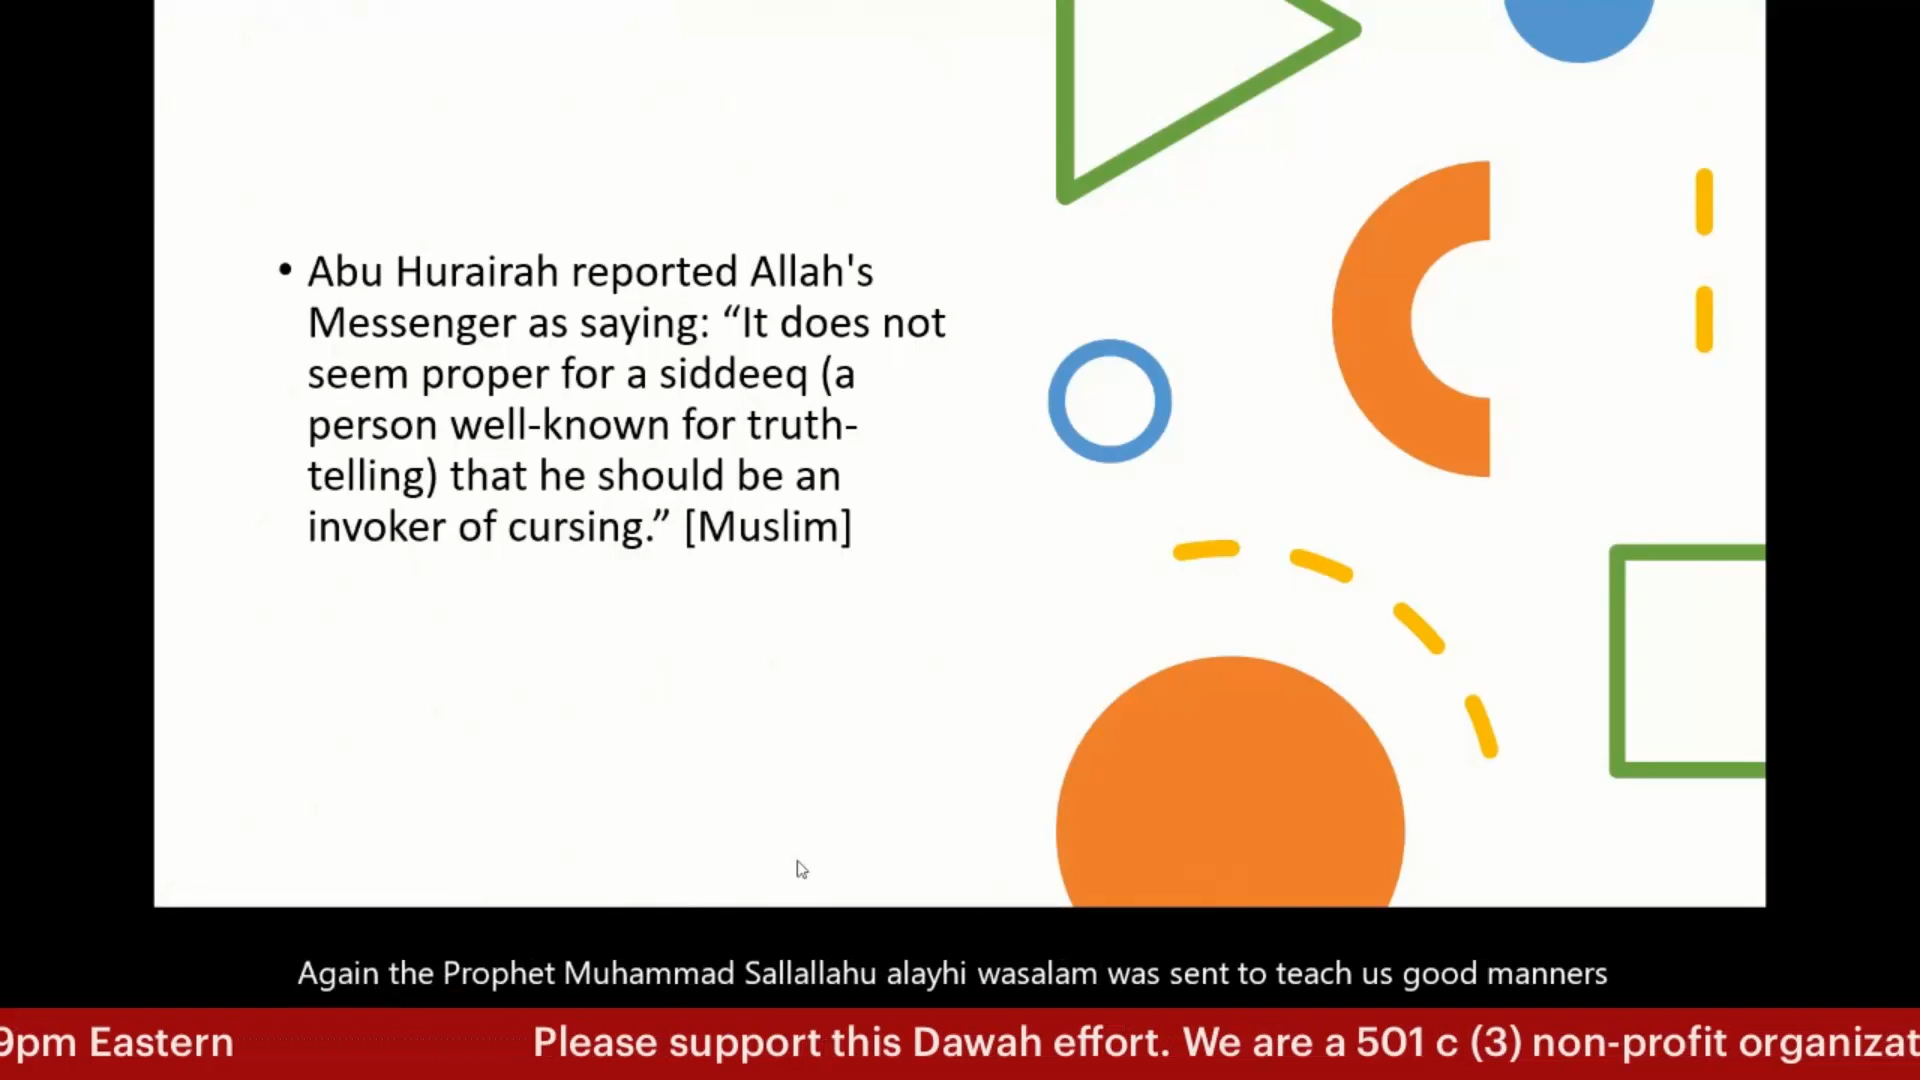 • Abu Hurairah reported Allah's
Messenger as saying: “It does not
seem proper for a siddeeq (a
person well-known for truth-
telling) that he should be an
invoker of cursing.” [Muslim]
Again the Prophet Muhammad Sallallahu alayhi wasalam was sent to teach us good manners
9pm Eastern Please support this Dawah effort. We are a 501 c (3) non-profit organizat